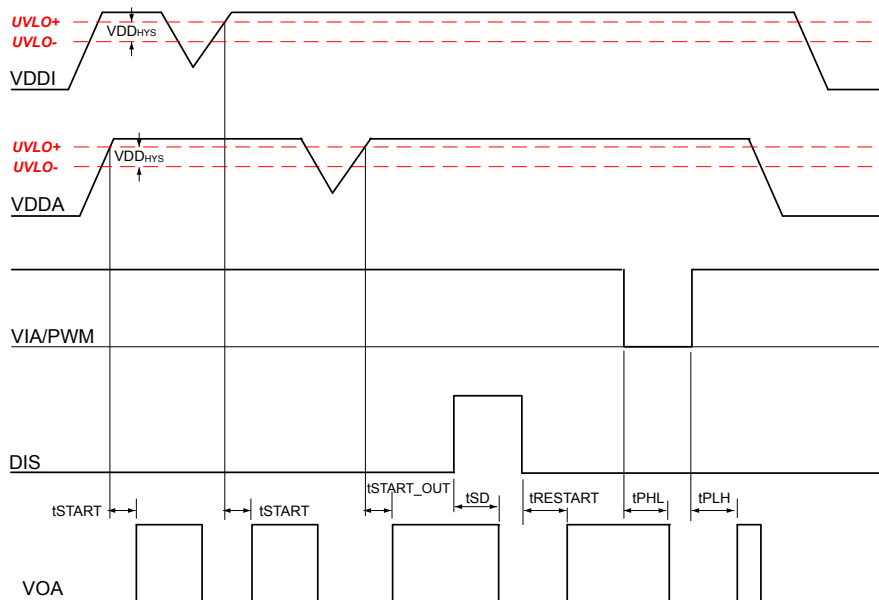 UVLO+
VDDHYS
UVLO-
VDDI
UVLO+
VDDHYS
UVLO-
VDDA
VIA/PWM
DIS
tSTART
tSTART
tSTART_OUT
tSD
tRESTART
tPHL
tPLH
VOA